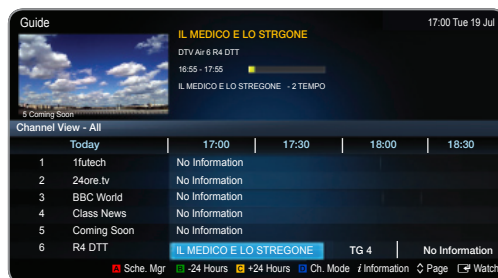 Guide
17:00 Tue 19 Jul
IL MEDICO E LO STRGONE
DTV Air 6 R4 DTT
16:55 - 17:55
IL MEDICO E LO STREGONE - 2 TEMPO
5 Coming Soon
Channel View - All
Today 17:00 17:30 18:00 18:30
1 1futech No Information
2 24ore.tv No Information
3 BBC World No Information
4 Class News No Information
5 Coming Soon No Information
6 R4 DTT IL MEDICO E LO STREGONE TG 4 No Information
A Sche. Mgr B -24 Hours C +24 Hours D Ch. Mode i Information Page Watch